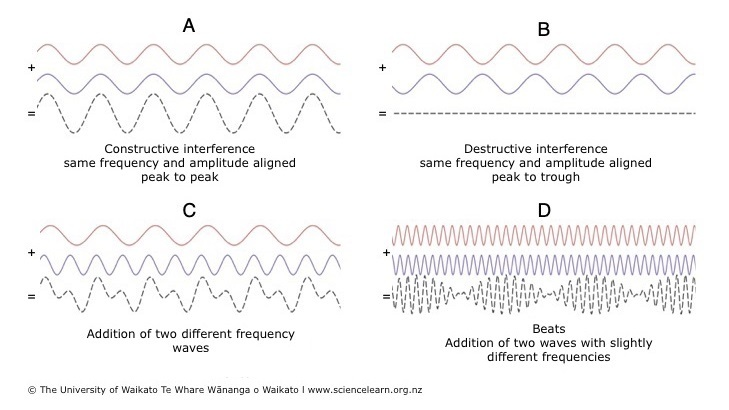 A
+
=
Constructive interference
same frequency and amplitude aligned
peak to peak
B
+
=
Destructive interference
same frequency and amplitude aligned
peak to trough
C
+
=
Addition of two different frequency
waves
D
+
=
Beats
Addition of two waves with slightly
different frequencies
© The University of Waikato Te Whare Wānanga o Waikato I www.sciencelearn.org.nz